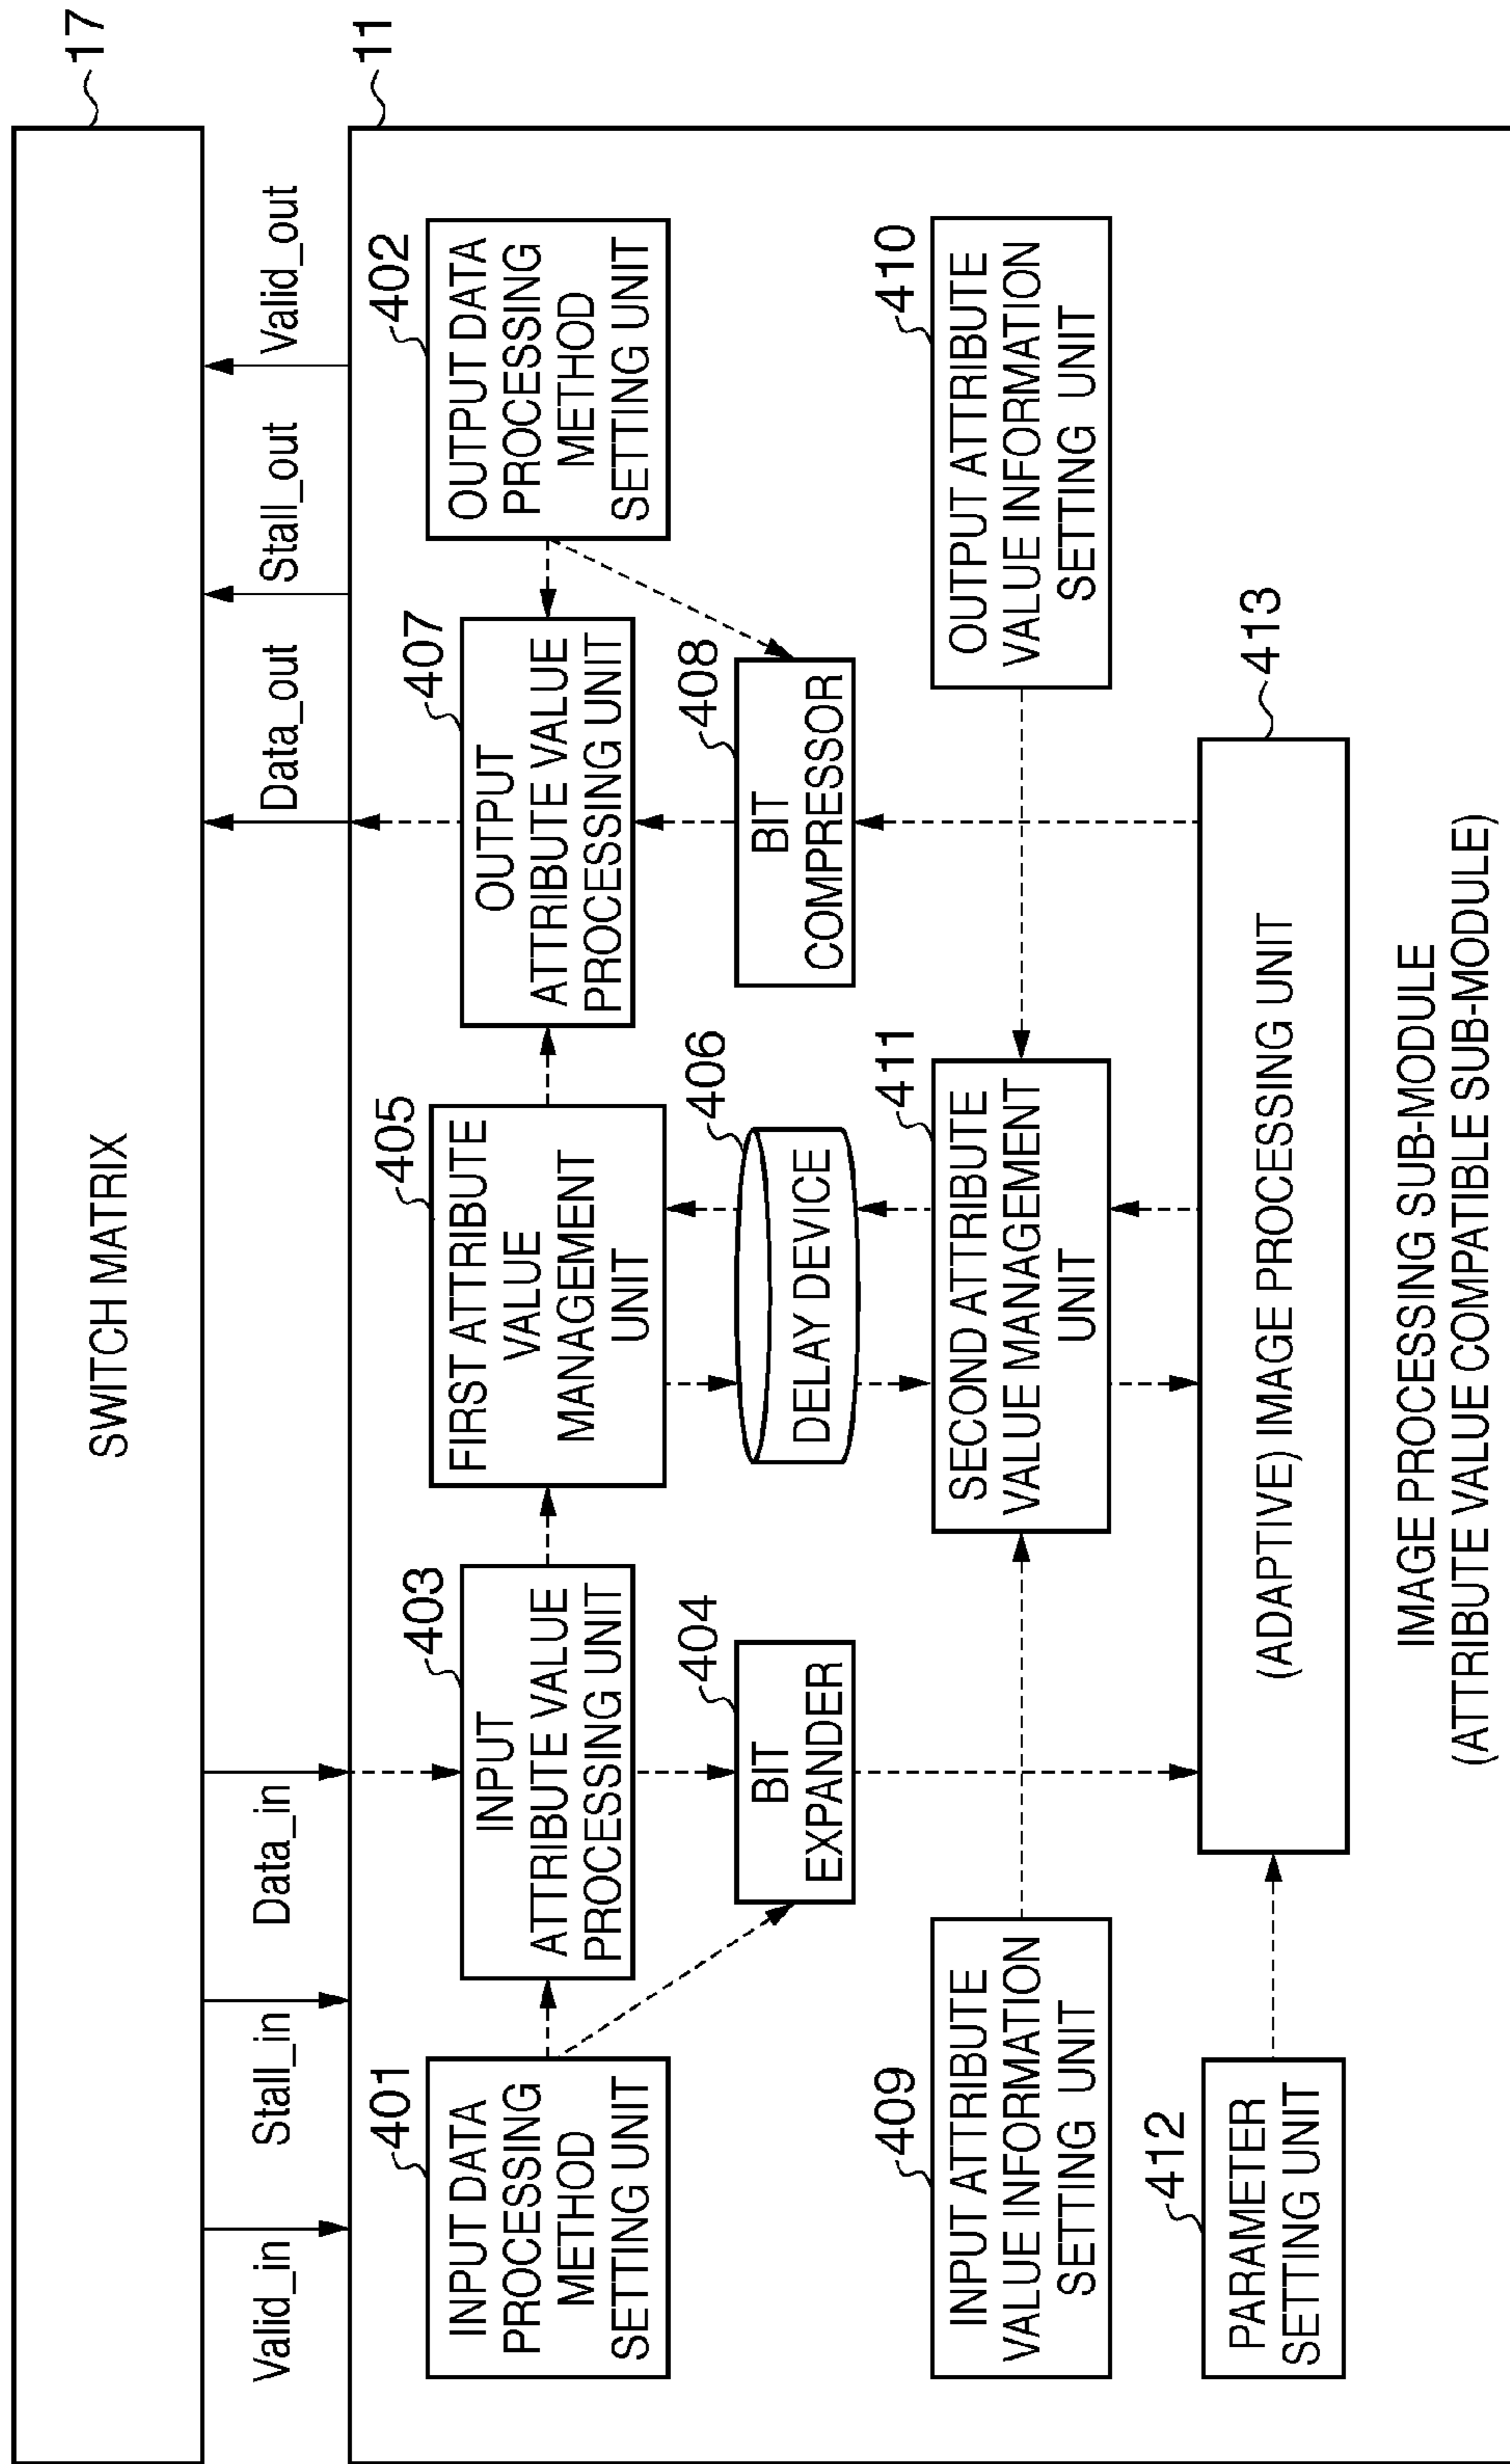 SWITCH MATRIX
17
Valid_in
Stall_in
Data_in
Data_out
Stall_out
Valid_out
11
401
INPUT DATA
PROCESSING
METHOD
SETTING UNIT
403
INPUT
ATTRIBUTE VALUE
PROCESSING UNIT
405
FIRST ATTRIBUTE
VALUE
MANAGEMENT
UNIT
407
OUTPUT
ATTRIBUTE VALUE
PROCESSING UNIT
402
OUTPUT DATA
PROCESSING
METHOD
SETTING UNIT
404
BIT
EXPANDER
406
DELAY DEVICE
408
BIT
COMPRESSOR
409
INPUT ATTRIBUTE
VALUE INFORMATION
SETTING UNIT
411
SECOND ATTRIBUTE
VALUE MANAGEMENT
UNIT
410
OUTPUT ATTRIBUTE
VALUE INFORMATION
SETTING UNIT
412
PARAMETER
SETTING UNIT
(ADAPTIVE) IMAGE PROCESSING UNIT
413
IMAGE PROCESSING SUB-MODULE
(ATTRIBUTE VALUE COMPATIBLE SUB-MODULE)